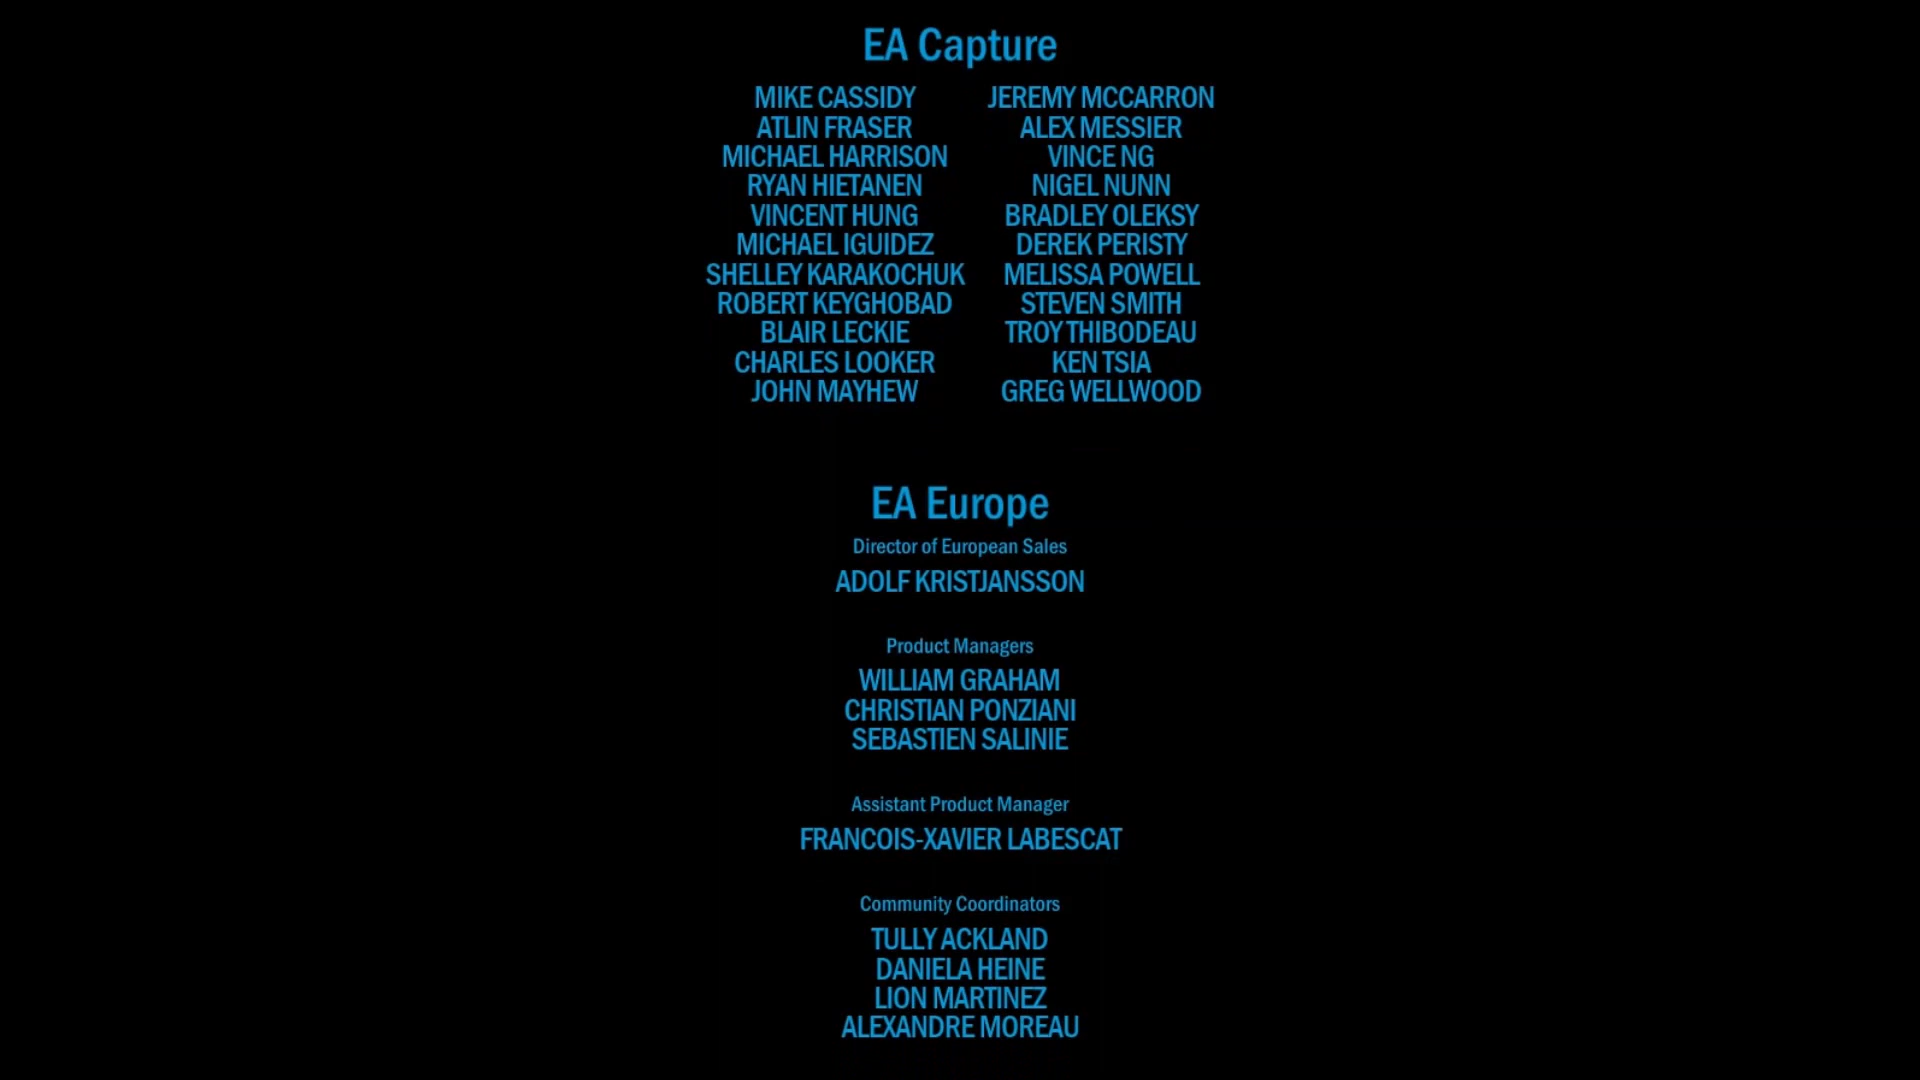 EA Capture
MIKE CASSIDY JEREMY MCCARRON
ATLIN FRASER ALEX MESSIER
MICHAEL HARRISON VINCE NG
RYAN HIETANEN NIGEL NUNN
VINCENT HUNG BRADLEY OLEKSY
MICHAEL IGUIDEZ DEREK PERISTY
SHELLEY KARAKOCHUK MELISSA POWELL
ROBERT KEYGHOBAD STEVEN SMITH
BLAIR LECKIE TROY THIBODEAU
CHARLES LOOKER KEN TSIA
JOHN MAYHEW GREG WELLWOOD
EA Europe
Director of European Sales
ADOLF KRISTJANSSON
Product Managers
WILLIAM GRAHAM
CHRISTIAN PONZIANI
SEBASTIEN SALINIE
Assistant Product Manager
FRANCOIS-XAVIER LABESCAT
Community Coordinators
TULLY ACKLAND
DANIELA HEINE
LION MARTINEZ
ALEXANDRE MOREAU